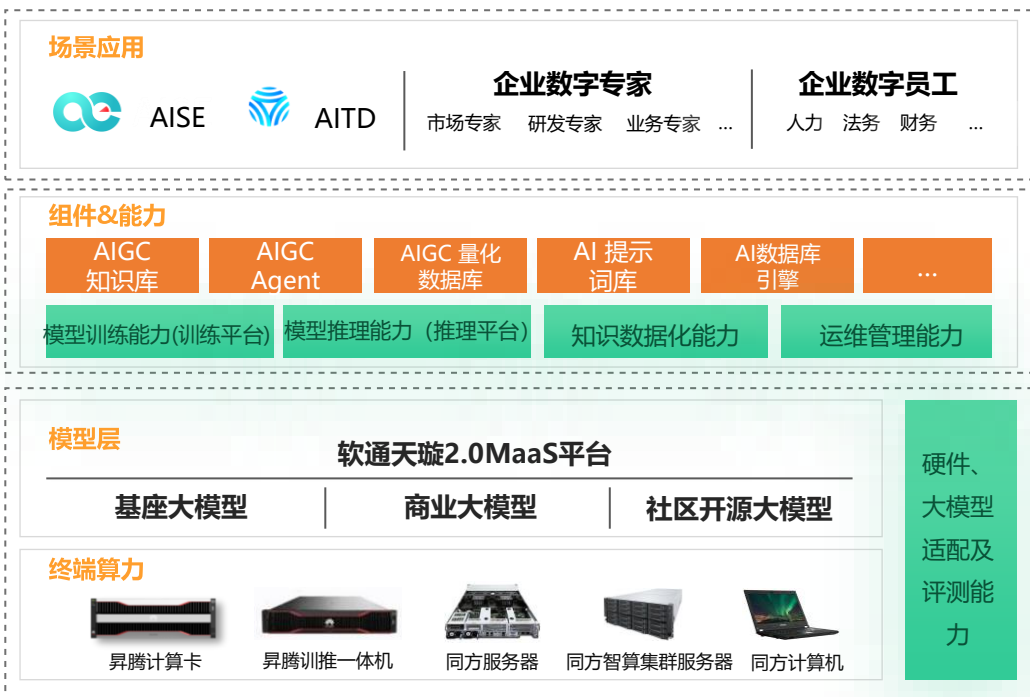 场景应用
AISE
AITD
企业数字专家
市场专家 研发专家 业务专家 ...
企业数字员工
人力 法务 财务 ...
组件&能力
AIGC
知识库
AIGC
Agent
AIGC 量化
数据库
AI 提示
词库
AI数据库
引擎
...
模型训练能力(训练平台)
模型推理能力（推理平台）
知识数据化能力
运维管理能力
模型层
软通天璇2.0MaaS平台
基座大模型
商业大模型
社区开源大模型
终端算力
昇腾计算卡
昇腾训推一体机
同方服务器
同方智算集群服务器
同方计算机
硬件、
大模型
适配及
评测能
力